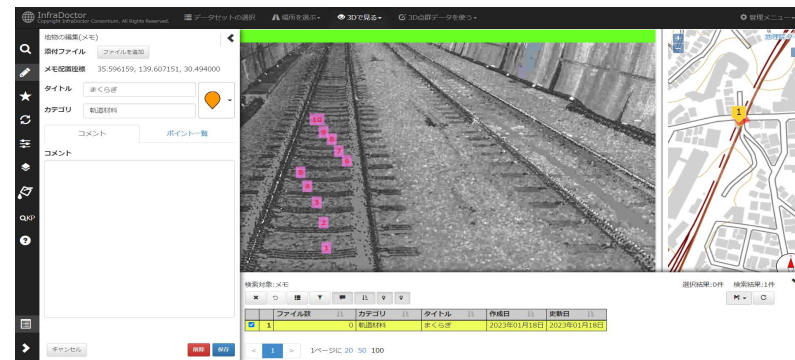 InfraDoctor
Copyright InfraDoctor Consortium. All Rights Reserved.
データセットの選択
場所を選ぶ
3Dで見る
3D点群データを使う
管理メニュー
地物の編集(メモ)
添付ファイル ファイルを追加
メモ配置座標 35.596159, 139.607151, 30.494000
タイトル まくらぎ
カテゴリ 軌道材料
コメント ポイント一覧
コメント
QKP
キャンセル 削除 保存
10
9
8
7
6
5
4
3
2
1
1
検索対象:メモ
選択結果:0件 検索結果:1件
ファイル数 カテゴリ タイトル 作成日 更新日
1 0 軌道材料 まくらぎ 2023年01月18日 2023年01月18日
< 1 > 1ページに 20 50 100